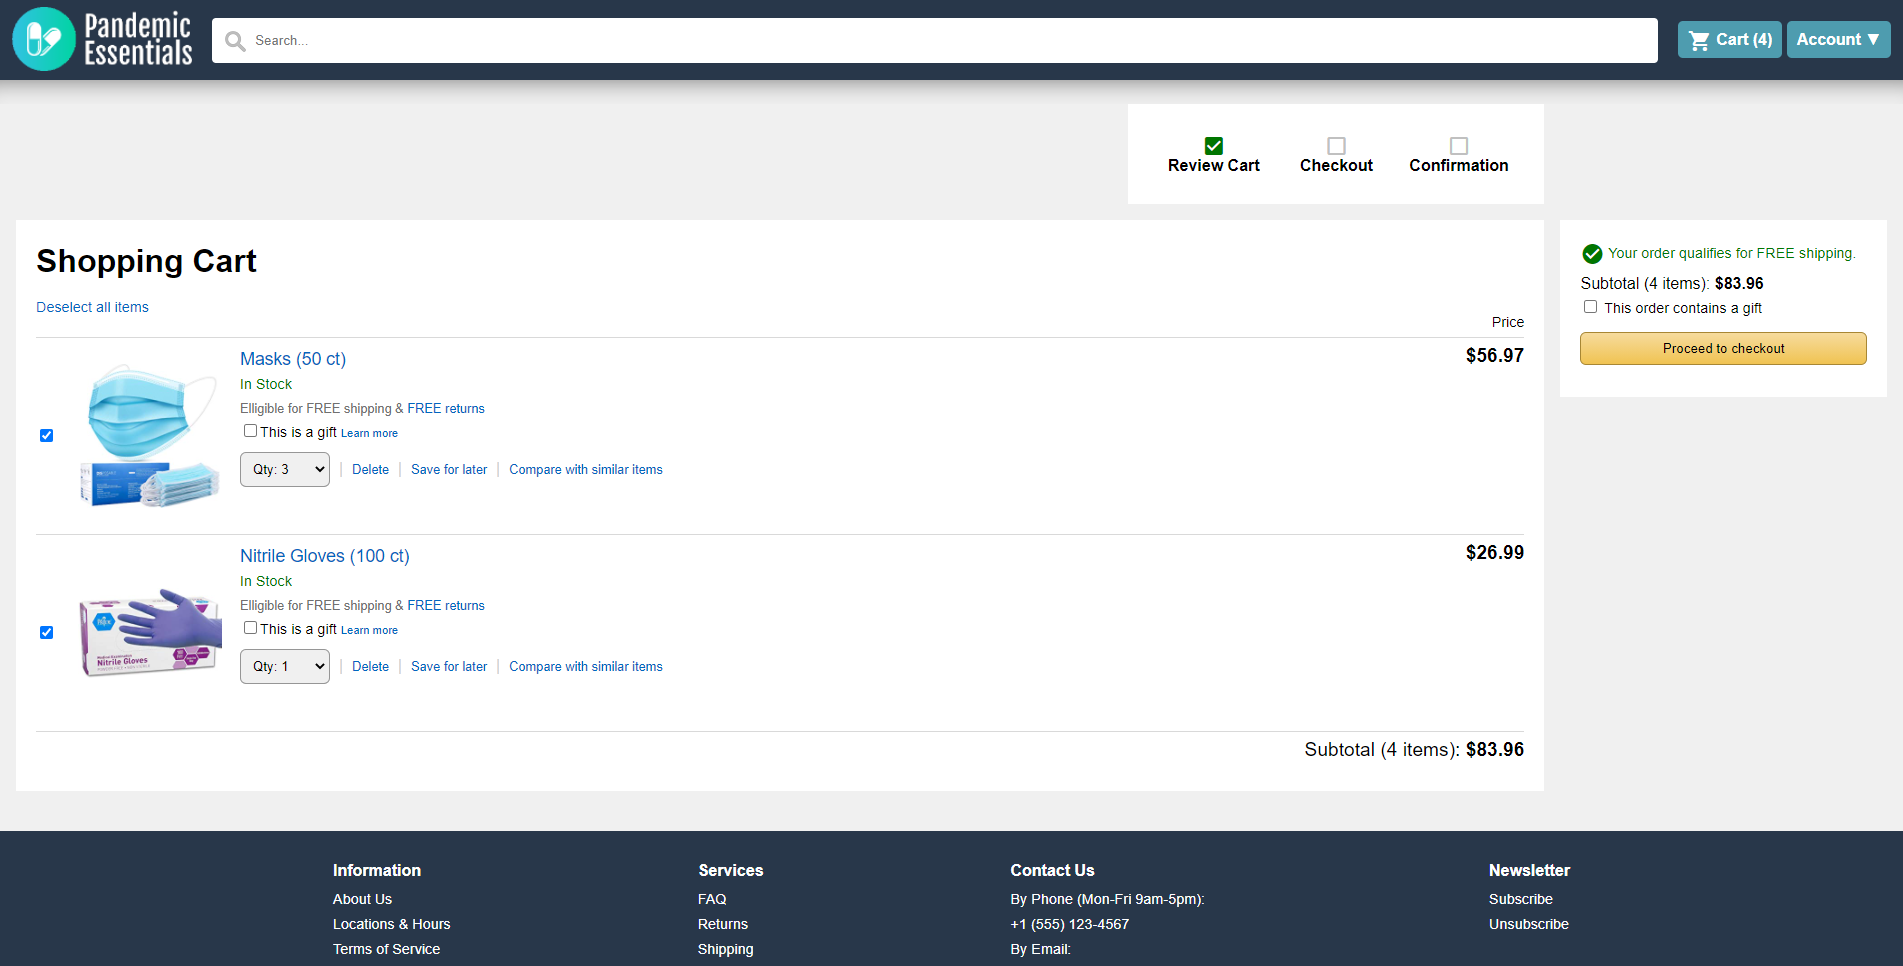 Pandemic
Essentials
Search...
Cart (4)
Account ▼
Review Cart
Checkout
Confirmation
Shopping Cart
Deselect all items
Price
Masks (50 ct)
$56.97
In Stock
Elligible for FREE shipping & FREE returns
This is a gift Learn more
Qty: 3 | Delete | Save for later | Compare with similar items
Nitrile Gloves (100 ct)
$26.99
In Stock
Elligible for FREE shipping & FREE returns
This is a gift Learn more
Nitrile Gloves
Qty: 1 | Delete | Save for later | Compare with similar items
Subtotal (4 items): $83.96
Your order qualifies for FREE shipping.
Subtotal (4 items): $83.96
This order contains a gift
Proceed to checkout
Information
About Us
Locations & Hours
Terms of Service
Services
FAQ
Returns
Shipping
Contact Us
By Phone (Mon-Fri 9am-5pm):
+1 (555) 123-4567
By Email:
Newsletter
Subscribe
Unsubscribe